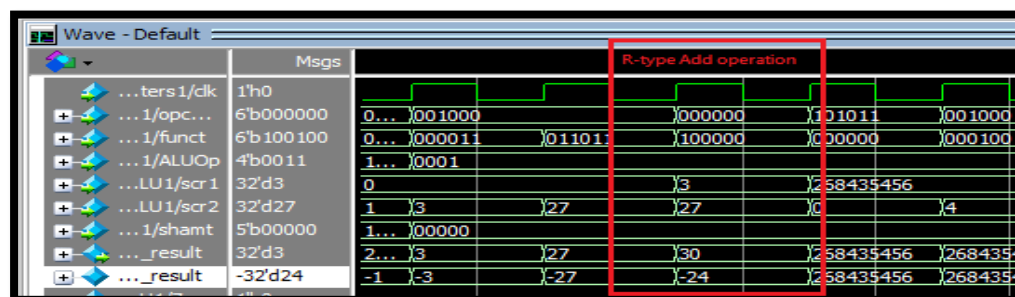 Wave - Default
Msgs R-type Add operation
...ters1/clk 1'h0
...1/opc... 6'b000000 0... 001000 000000 101011 001000
...1/funct 6'b100100 0... 000011 011011 100000 000000 000100
...1/ALUOp 4'b0011 1... 0001
...LU1/scr1 32'd3 0 3 268435456
...LU1/scr2 32'd27 1 3 27 27 0 4
...1/shamt 5'b00000 1... 00000
..._result 32'd3 2... 3 27 30 268435456 268435
..._result -32'd24 -1 -3 -27 -24 268435456 268435